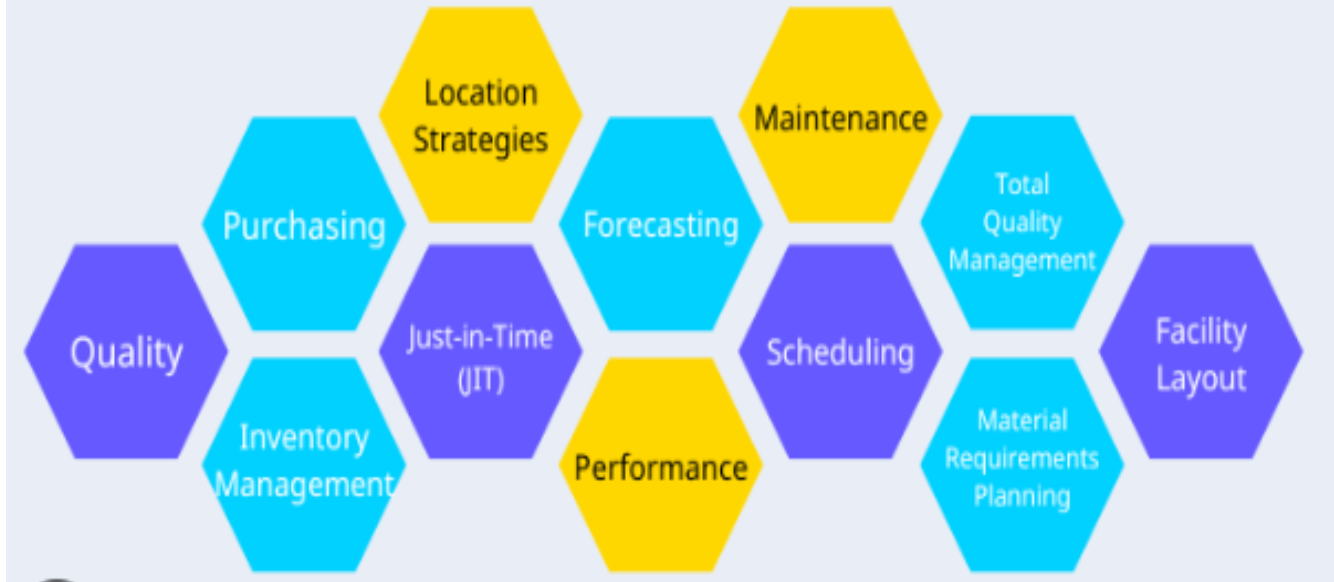 Location
Strategies
Maintenance
Purchasing
Forecasting
Total
Quality
Management
Quality
Just-in-Time
(JIT)
Scheduling
Facility
Layout
Inventory
Management
Performance
Material
Requirements
Planning